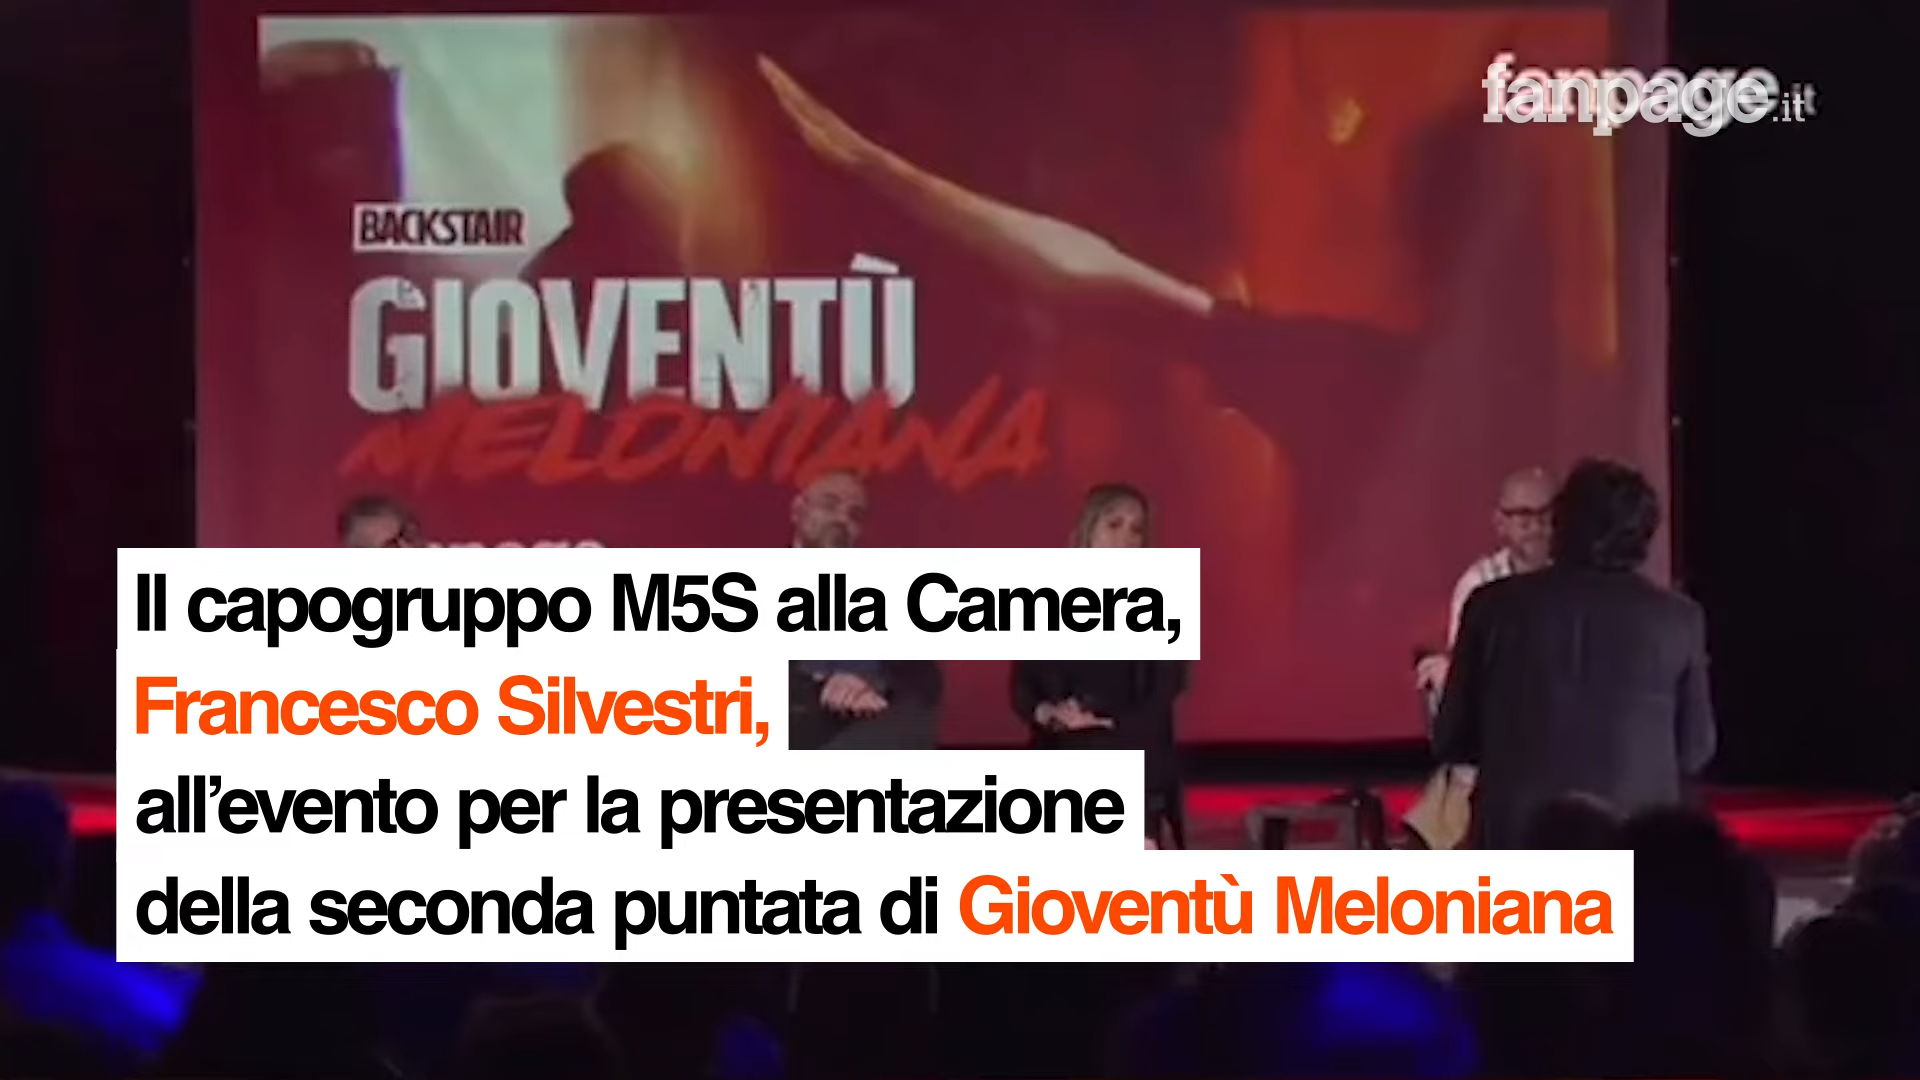 fanpage.it
BACKSTAIR
GIOVENTÙ
MELONIANA
Il capogruppo M5S alla Camera,
Francesco Silvestri,
all’evento per la presentazione
della seconda puntata di Gioventù Meloniana